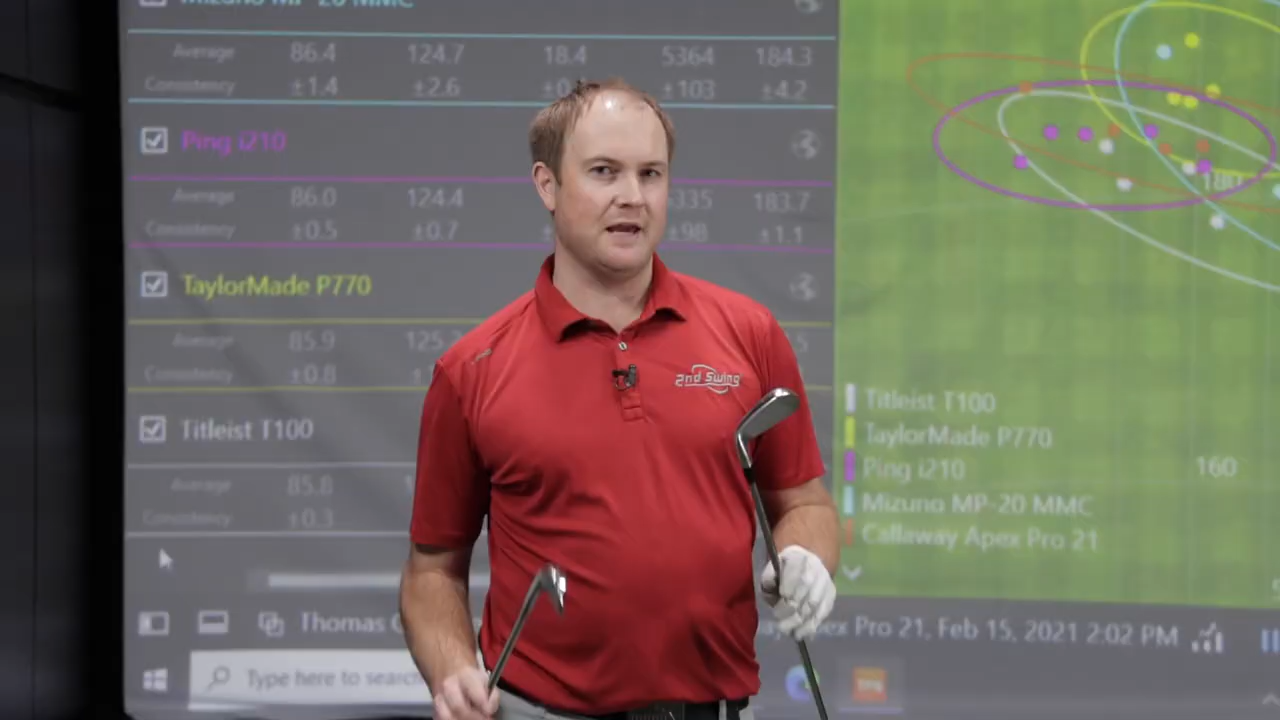 Mizuno MP-20 MMC
Average 86.4 124.7 18.4 5364 184.3
Consistency ±1.4 ±2.6 ±103 ±4.2
Ping i210
Average 86.0 124.4 183.7
Consistency ±0.5 ±0.7 ±98 ±1.1
TaylorMade P770
Average 85.9
Consistency ±0.8
Titleist T100
Average 85.8
Consistency ±0.3
180
Titleist T100
TaylorMade P770
Ping i210
160
Mizuno MP-20 MMC
Callaway Apex Pro 21
2nd Swing
Thomas
Pro 21, Feb 15, 2021 2:02 PM
Type here to search